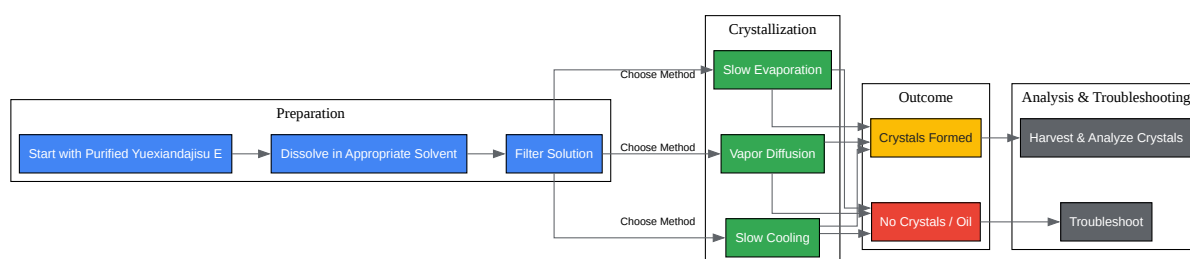 Preparation
Start with Purified Yuexiandajisu E
Dissolve in Appropriate Solvent
Filter Solution
Choose Method
Choose Method
Choose Method
Crystallization
Slow Evaporation
Vapor Diffusion
Slow Cooling
Outcome
Crystals Formed
No Crystals / Oil
Analysis & Troubleshooting
Harvest & Analyze Crystals
Troubleshoot